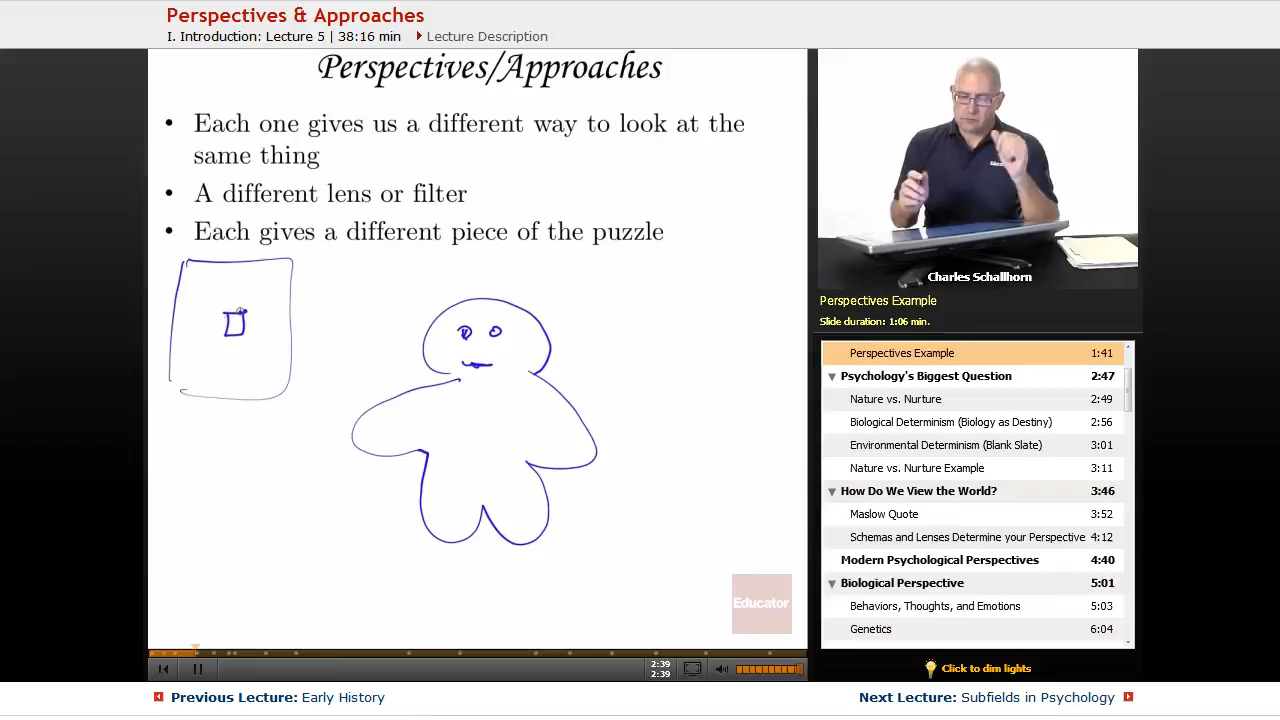 Perspectives & Approaches
I. Introduction: Lecture 5 | 38:16 min Lecture Description
Perspectives/Approaches
• Each one gives us a different way to look at the
same thing
• A different lens or filter
• Each gives a different piece of the puzzle
Educator
Charles Schallhorn
Perspectives Example
Slide duration: 1:06 min.
Perspectives Example 1:41
Psychology's Biggest Question 2:47
Nature vs. Nurture 2:49
Biological Determinism (Biology as Destiny) 2:56
Environmental Determinism (Blank Slate) 3:01
Nature vs. Nurture Example 3:11
How Do We View the World? 3:46
Maslow Quote 3:52
Schemas and Lenses Determine your Perspective 4:12
Modern Psychological Perspectives 4:40
Biological Perspective 5:01
Behaviors, Thoughts, and Emotions 5:03
Genetics 6:04
2:39
2:39
Click to dim lights
Previous Lecture: Early History
Next Lecture: Subfields in Psychology